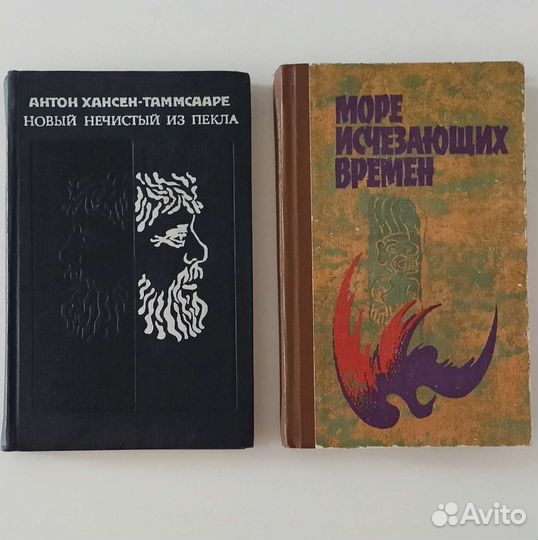 АНТОН ХАНСЕН-ТАММСААРЕ
НОВЫЙ НЕЧИСТЫЙ ИЗ ПЕКЛА
МОРЕ
ИСЧЕЗАЮЩИХ
ВРЕМЕН
Avito